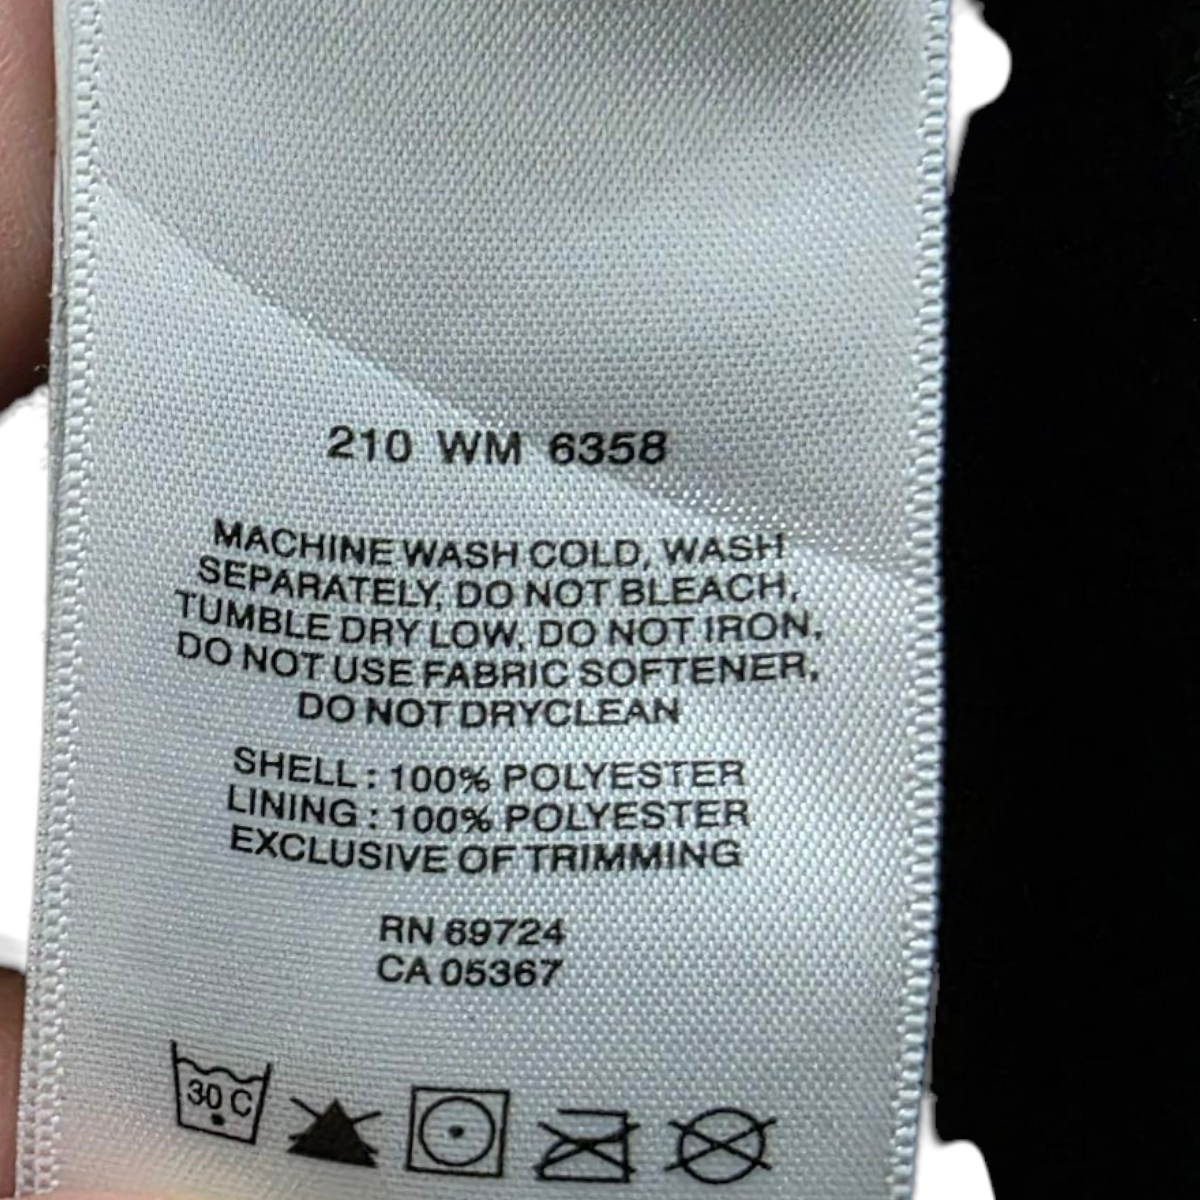 210 WM 6358
MACHINE WASH COLD, WASH
SEPARATELY, DO NOT BLEACH,
TUMBLE DRY LOW, DO NOT IRON,
DO NOT USE FABRIC SOFTENER,
DO NOT DRYCLEAN
SHELL : 100% POLYESTER
LINING : 100% POLYESTER
EXCLUSIVE OF TRIMMING
RN 69724
CA 05367
30 C